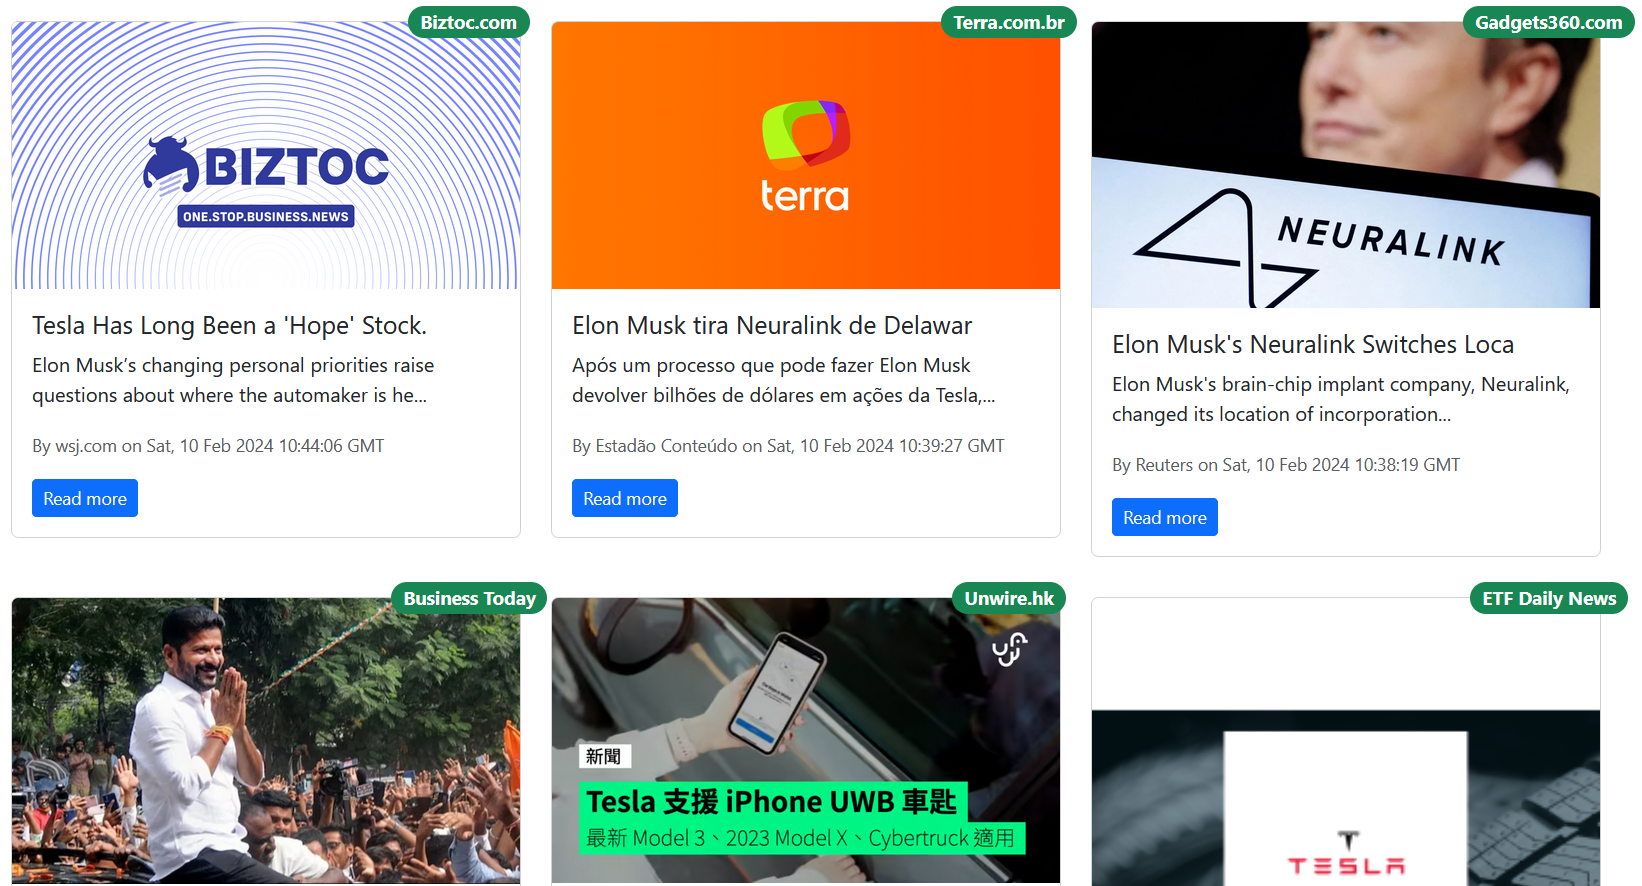 Biztoc.com
BIZTOC
ONE.STOP.BUSINESS.NEWS
Tesla Has Long Been a 'Hope' Stock.
Elon Musk’s changing personal priorities raise
questions about where the automaker is he...
By wsj.com on Sat, 10 Feb 2024 10:44:06 GMT
Read more
Terra.com.br
terra
Elon Musk tira Neuralink de Delawar
Após um processo que pode fazer Elon Musk
devolver bilhões de dólares em ações da Tesla,...
By Estadão Conteúdo on Sat, 10 Feb 2024 10:39:27 GMT
Read more
Gadgets360.com
NEURALINK
Elon Musk's Neuralink Switches Loca
Elon Musk's brain-chip implant company, Neuralink,
changed its location of incorporation...
By Reuters on Sat, 10 Feb 2024 10:38:19 GMT
Read more
Business Today
Unwire.hk
新聞
Tesla 支援 iPhone UWB 車匙
最新 Model 3、2023 Model X、Cybertruck 適用
ETF Daily News
TESLA